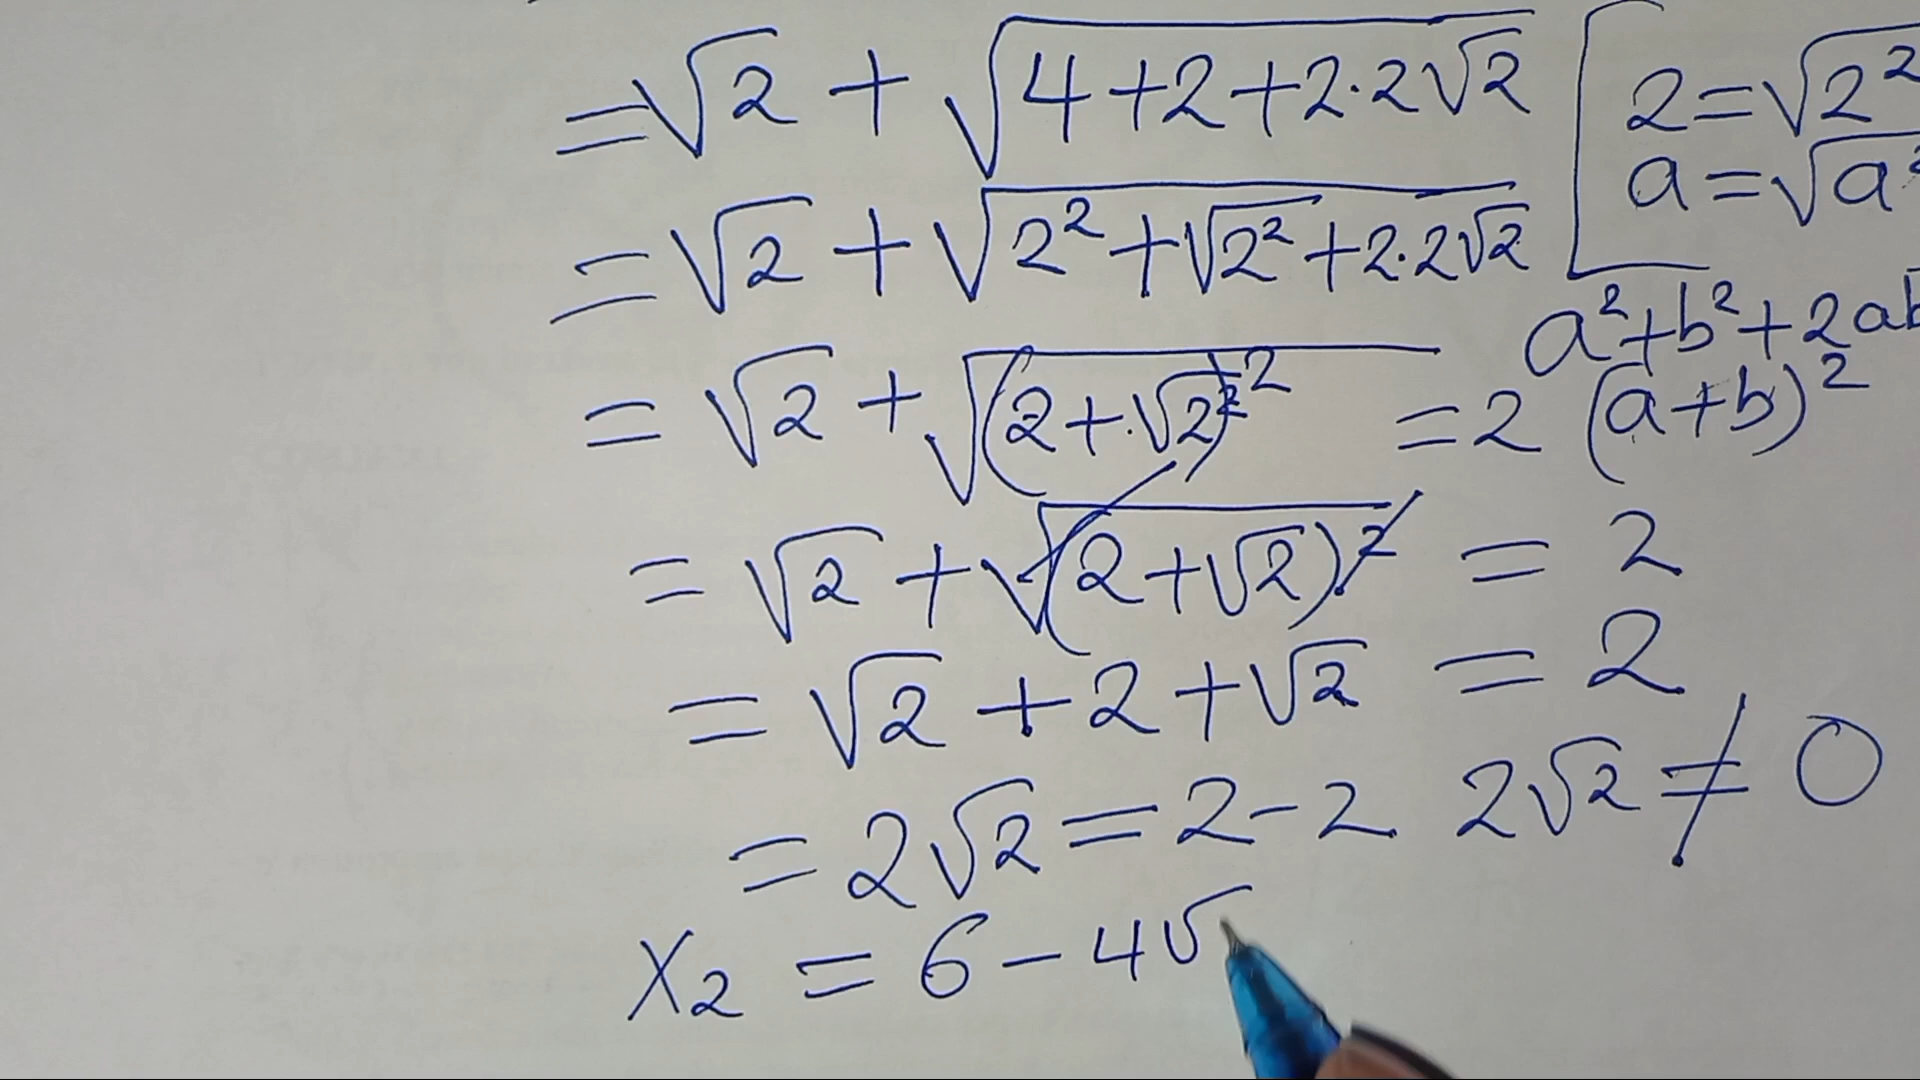 =√2 + √(4+2+2·2√2
= √2 + √(2²+√2²+2·2√2
= √2 + √(2+·√2)² = 2
= √2 + √(2+√2)² = 2
= √2 + 2 + √2 = 2
= 2√2 = 2-2 2√2 ≠ 0
X₂ = 6 - 4√
2=√2²
a=√a²
a²+b²+2ab
(a+b)²